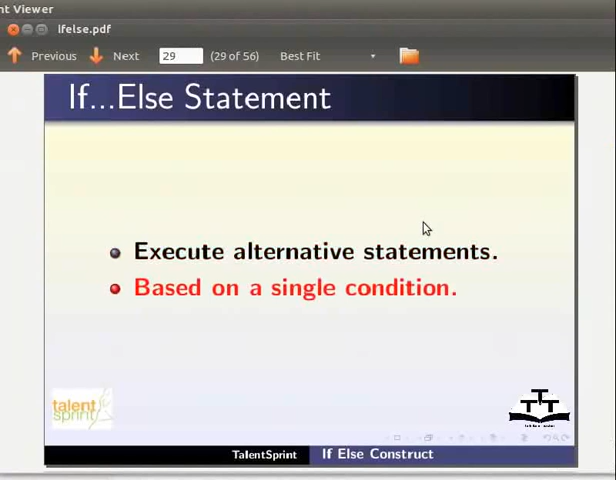 nt Viewer
Ifelse.pdf
Previous Next 29 (29 of 56) Best Fit
If...Else Statement
Execute alternative statements.
Based on a single condition.
talent
sprint
TTT
TalentSprint If Else Construct